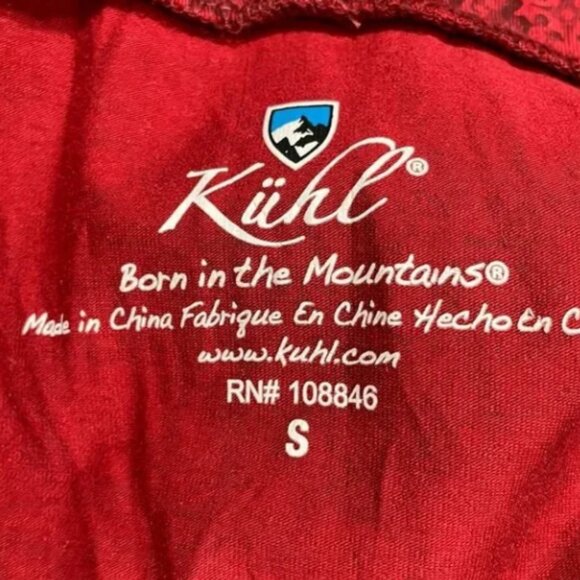 Kühl®
Born in the Mountains®
Made in China Fabrique En Chine Hecho En
www.kuhl.com
RN# 108846
S